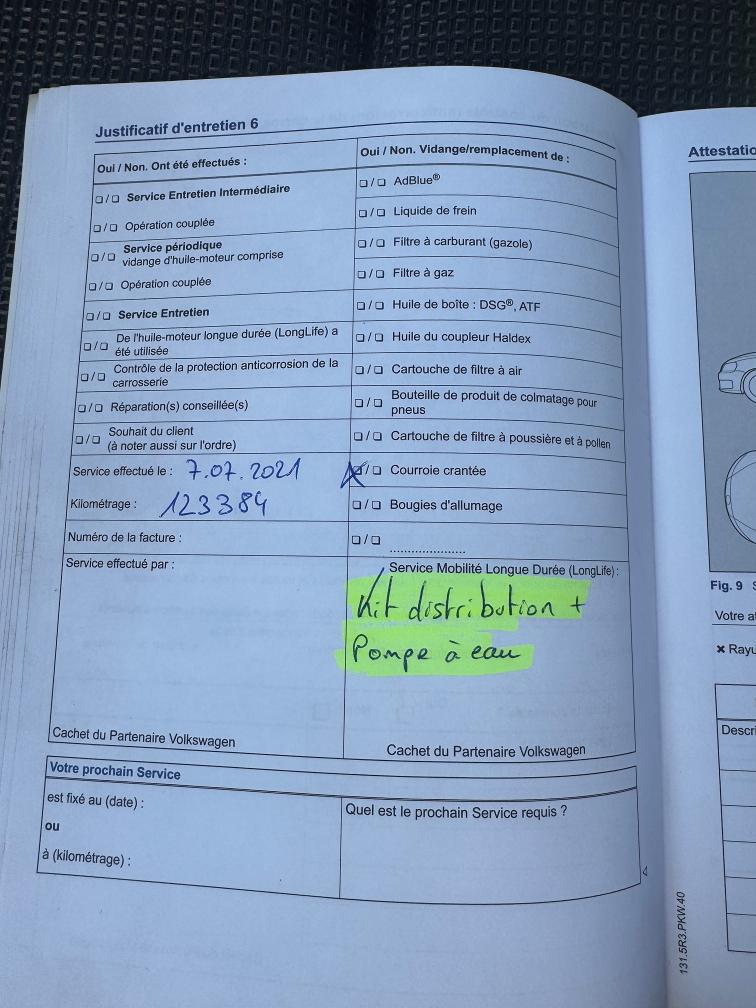 Justificatif d'entretien 6
Oui / Non. Ont été effectués :
❏ / ❏ Service Entretien Intermédiaire
❏ / ❏ Opération couplée
❏ / ❏ Service périodique
vidange d'huile-moteur comprise
❏ / ❏ Opération couplée
❏ / ❏ Service Entretien
❏ / ❏ De l'huile-moteur longue durée (LongLife) a
été utilisée
❏ / ❏ Contrôle de la protection anticorrosion de la
carrosserie
❏ / ❏ Réparation(s) conseillée(s)
❏ / ❏ Souhait du client
(à noter aussi sur l'ordre)
Service effectué le : 7.07.2021
Kilométrage : 123384
Numéro de la facture :
Service effectué par :
Cachet du Partenaire Volkswagen
Oui / Non. Vidange/remplacement de :
❏ / ❏ AdBlue®
❏ / ❏ Liquide de frein
❏ / ❏ Filtre à carburant (gazole)
❏ / ❏ Filtre à gaz
❏ / ❏ Huile de boîte : DSG®, ATF
❏ / ❏ Huile du coupleur Haldex
❏ / ❏ Cartouche de filtre à air
❏ / ❏ Bouteille de produit de colmatage pour
pneus
❏ / ❏ Cartouche de filtre à poussière et à pollen
☒ / ❏ Courroie crantée
❏ / ❏ Bougies d'allumage
❏ / ❏ ......................
Service Mobilité Longue Durée (LongLife) :
Kit distribution +
Pompe à eau
Cachet du Partenaire Volkswagen
Votre prochain Service
est fixé au (date) :
ou
à (kilométrage) :
Quel est le prochain Service requis ?
131.5R3.PKW.40
Attestatio
Fig. 9
Votre a
× Rayu
Descri